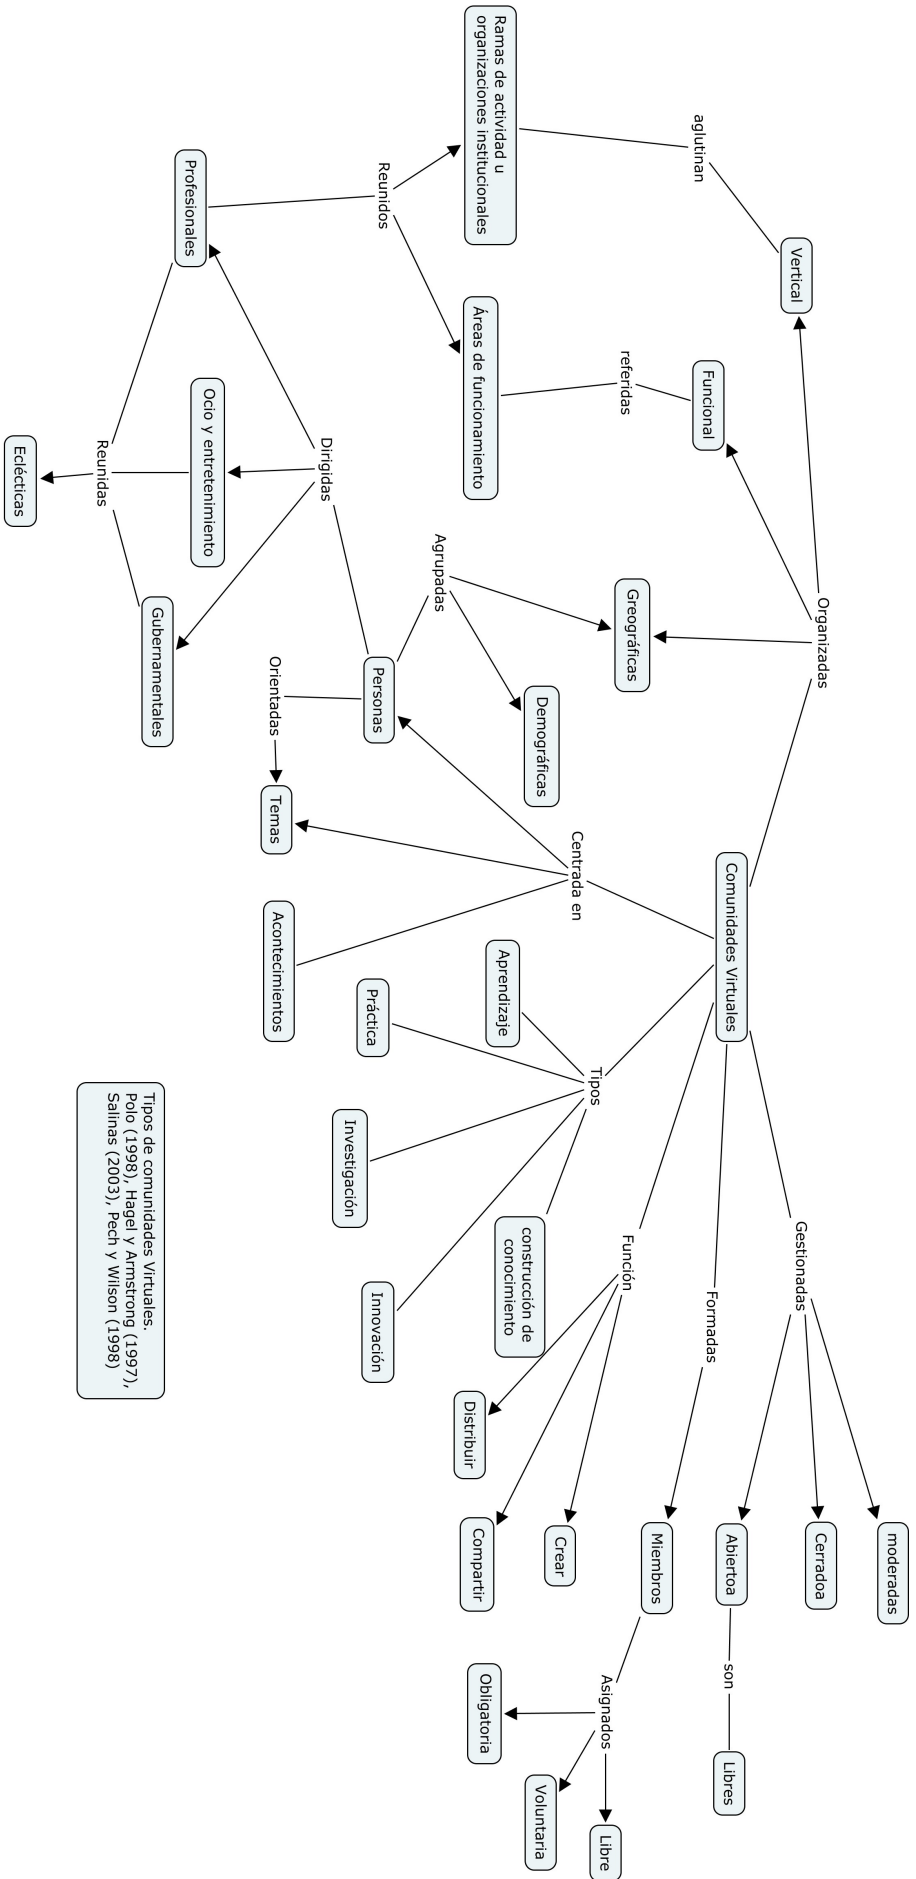 moderadas
Cerradoa
Abiertoa
son
Libres
Gestionadas
Organizadas
Vertical
aglutinan
Ramas de actividad u
organizaciones institucionales
Funcional
referidas
Áreas de funcionamiento
Greográficas
Comunidades Virtuales
Formadas
Miembros
Asignados
Libre
Voluntaria
Obligatoria
Función
Crear
Compartir
Distribuir
Tipos
construcción de
conocimiento
Aprendizaje
Práctica
Investigación
Innovación
Centrada en
Demográficas
Agrupadas
Personas
Orientadas
Temas
Acontecimientos
Dirigidas
Reunidos
Profesionales
Ocio y entretenimiento
Gubernamentales
Reunidas
Eclécticas
Tipos de comunidades Virtuales.
Polo (1998), Hagel y Armstrong (1997),
Salinas (2003), Pech y Wilson (1998)